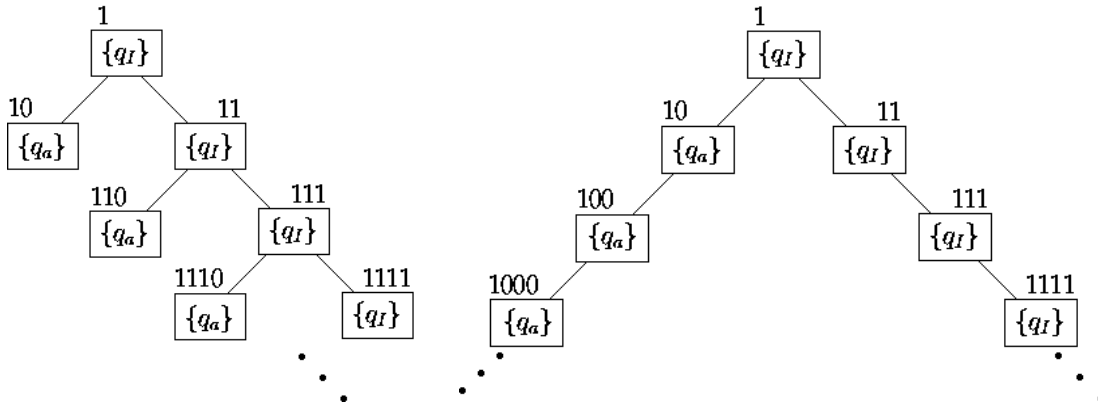 1
{q_I}
10 11
{q_a} {q_I}
110 111
{q_a} {q_I}
1110 1111
{q_a} {q_I}
1
{q_I}
10 11
{q_a} {q_I}
100 111
{q_a} {q_I}
1000 1111
{q_a} {q_I}